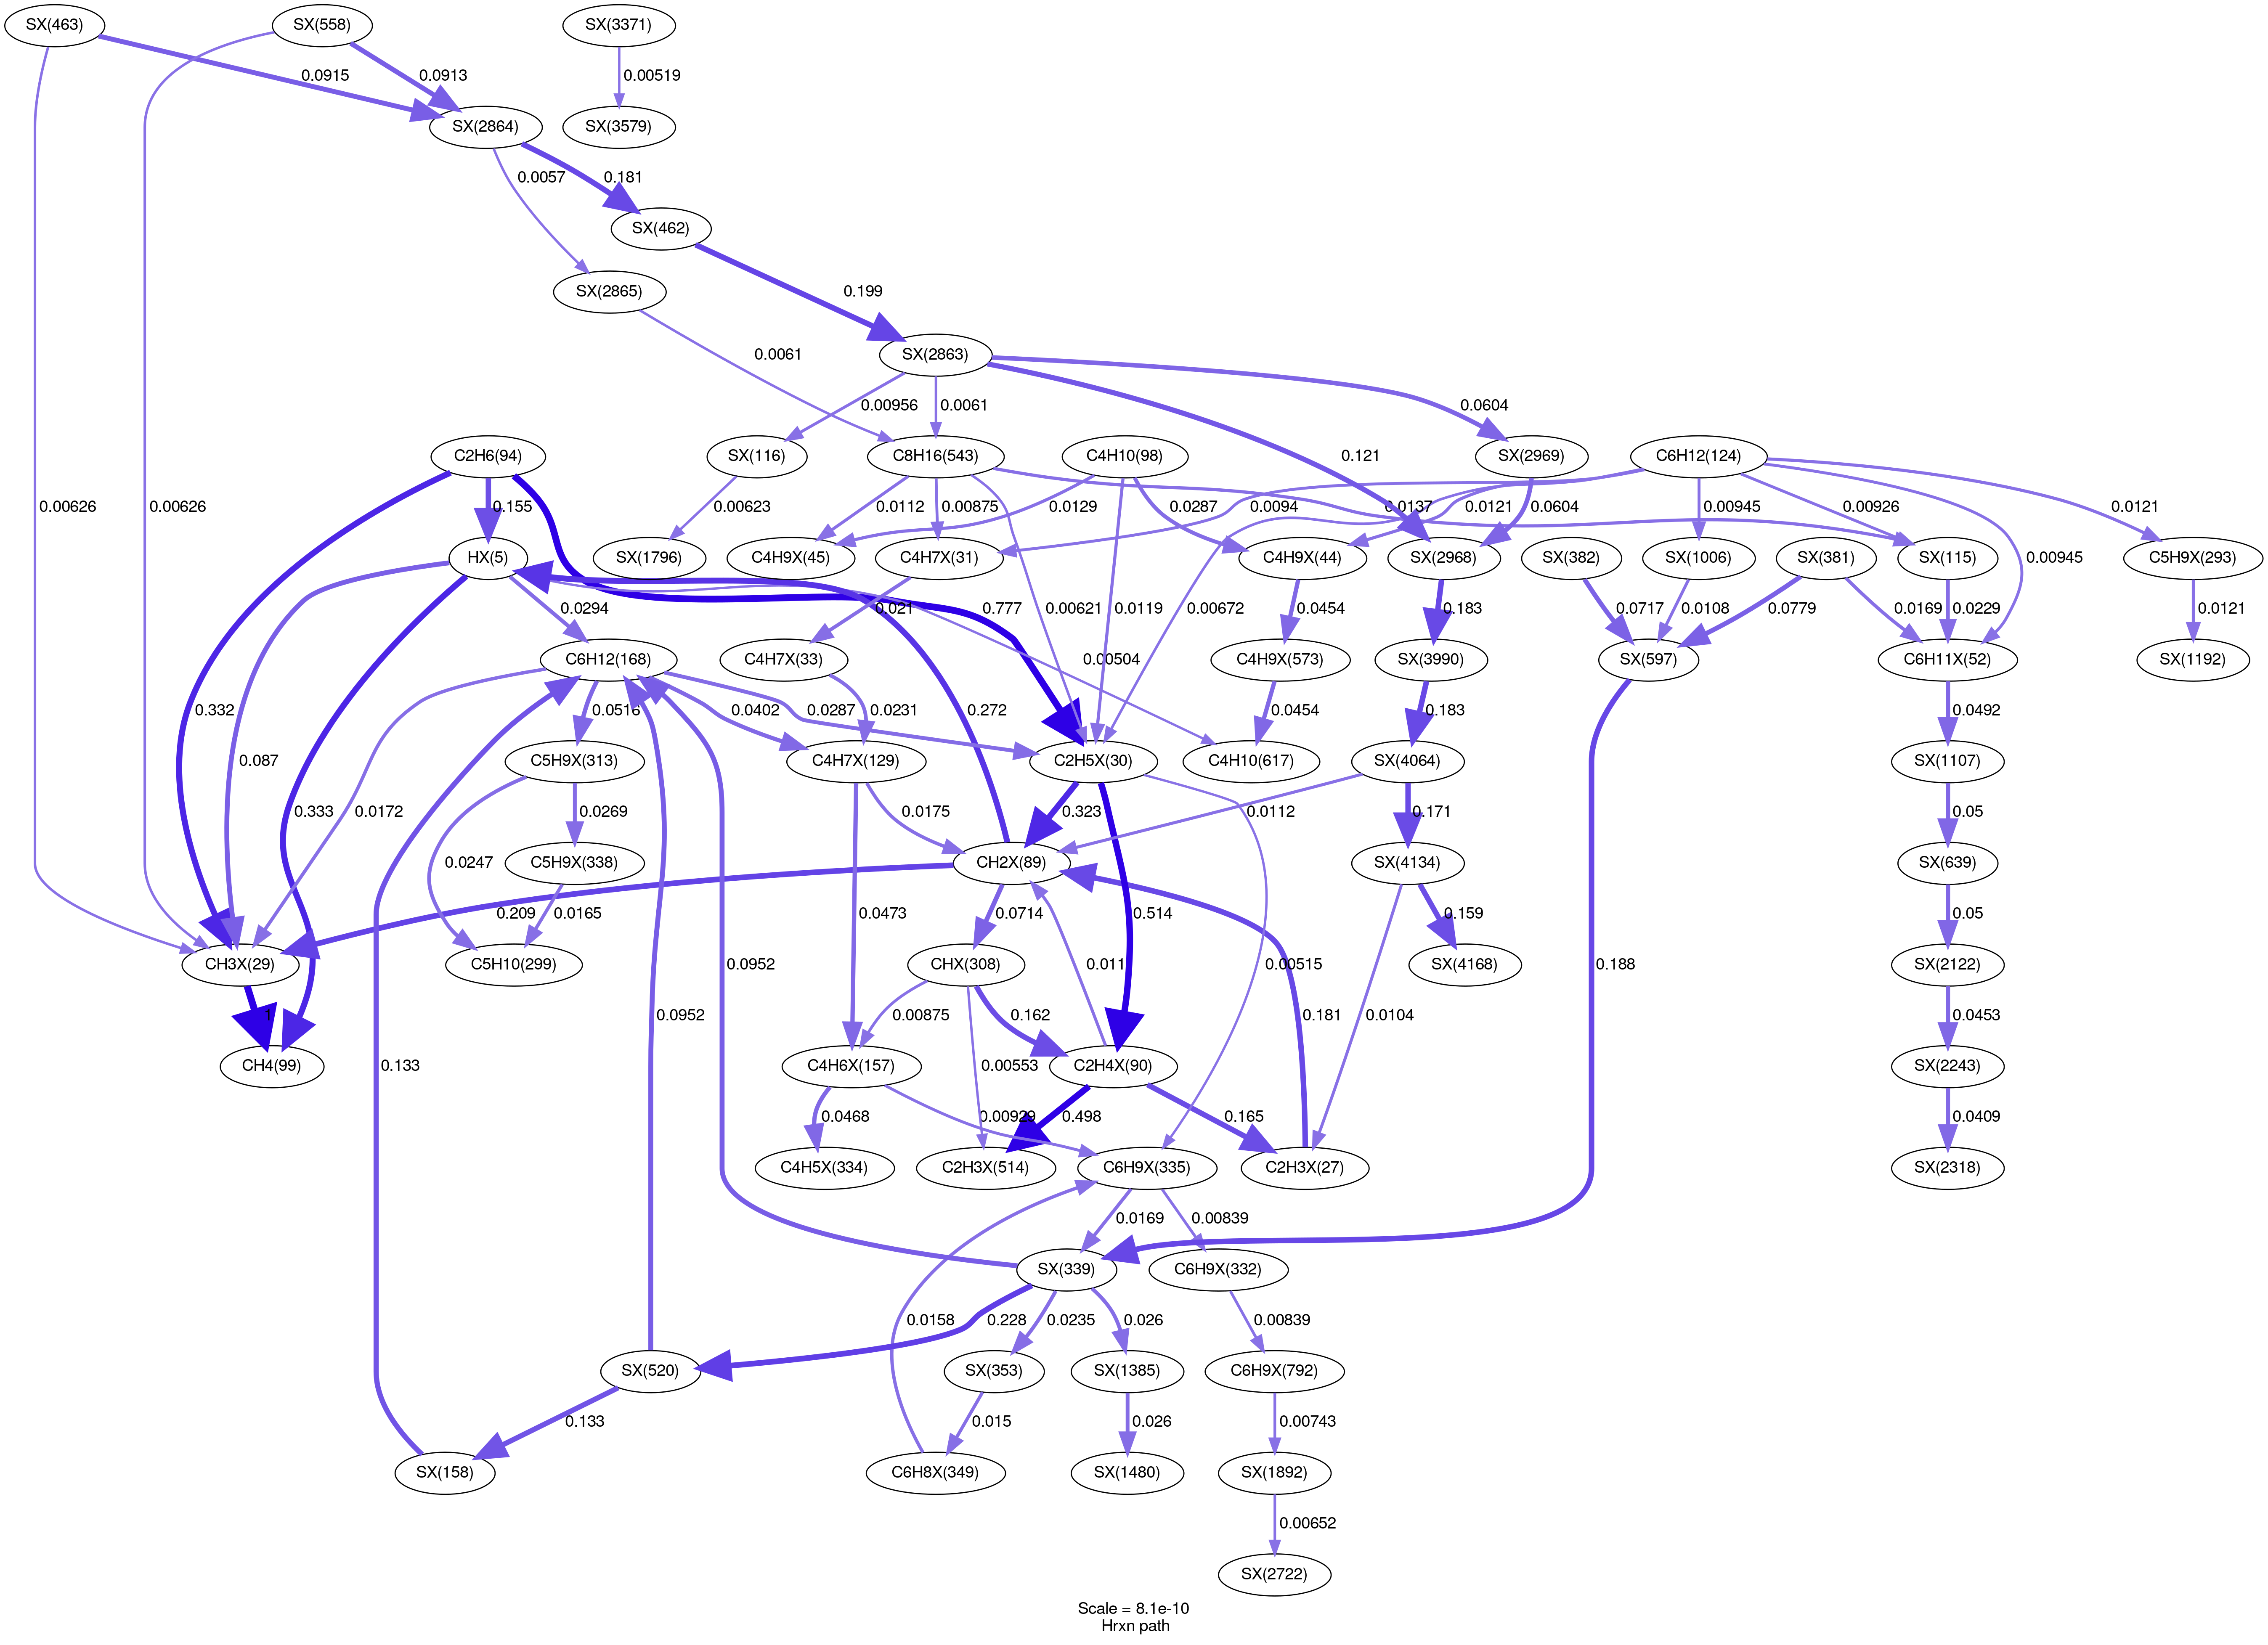 SX(463)
SX(558)
SX(3371)
0.0915
0.0913
0.00519
SX(2864)
SX(3579)
0.0057
0.181
SX(462)
SX(2865)
0.199
SX(2863)
0.0061
0.00956
0.0061
0.0604
0.121
C2H6(94)
SX(116)
C8H16(543)
C4H10(98)
SX(2969)
C6H12(124)
0.00626
0.00626
0.155
0.00623
0.0112
0.00875
0.0129
0.0287
0.0094
0.0137
0.0121
0.0604
0.00945
0.00926
0.0121
HX(5)
SX(1796)
C4H9X(45)
C4H7X(31)
C4H9X(44)
SX(2968)
SX(382)
SX(1006)
SX(381)
SX(115)
C5H9X(293)
0.00945
0.0294
0.021
0.777
0.00621
0.0119
0.00672
0.0454
0.183
0.0717
0.0108
0.0779
0.0169
0.0229
0.0121
C6H12(168)
C4H7X(33)
0.00504
C4H9X(573)
SX(3990)
SX(597)
C6H11X(52)
SX(1192)
0.332
0.0516
0.0402
0.0287
0.0231
0.272
0.0454
0.183
0.0492
0.087
C5H9X(313)
C4H7X(129)
C2H5X(30)
C4H10(617)
SX(4064)
SX(1107)
0.333
0.0172
0.0269
0.0175
0.323
0.0112
0.171
0.05
0.0247
C5H9X(338)
CH2X(89)
SX(4134)
SX(639)
0.209
0.0165
0.0473
0.0714
0.514
0.159
0.05
CH3X(29)
C5H10(299)
CHX(308)
0.011
0.00515
SX(4168)
SX(2122)
0.188
1
0.00875
0.162
0.181
0.0104
0.0453
0.0952
0.0952
CH4(99)
C4H6X(157)
0.00553
C2H4X(90)
SX(2243)
0.133
0.0468
0.00929
0.498
0.165
0.0409
C4H5X(334)
C2H3X(514)
C6H9X(335)
C2H3X(27)
SX(2318)
0.0169
0.00839
SX(339)
C6H9X(332)
0.0158
0.228
0.0235
0.026
0.00839
SX(520)
SX(353)
SX(1385)
C6H9X(792)
0.133
0.015
0.026
0.00743
SX(158)
C6H8X(349)
SX(1480)
SX(1892)
0.00652
SX(2722)
Scale = 8.1e-10
Hrxn path